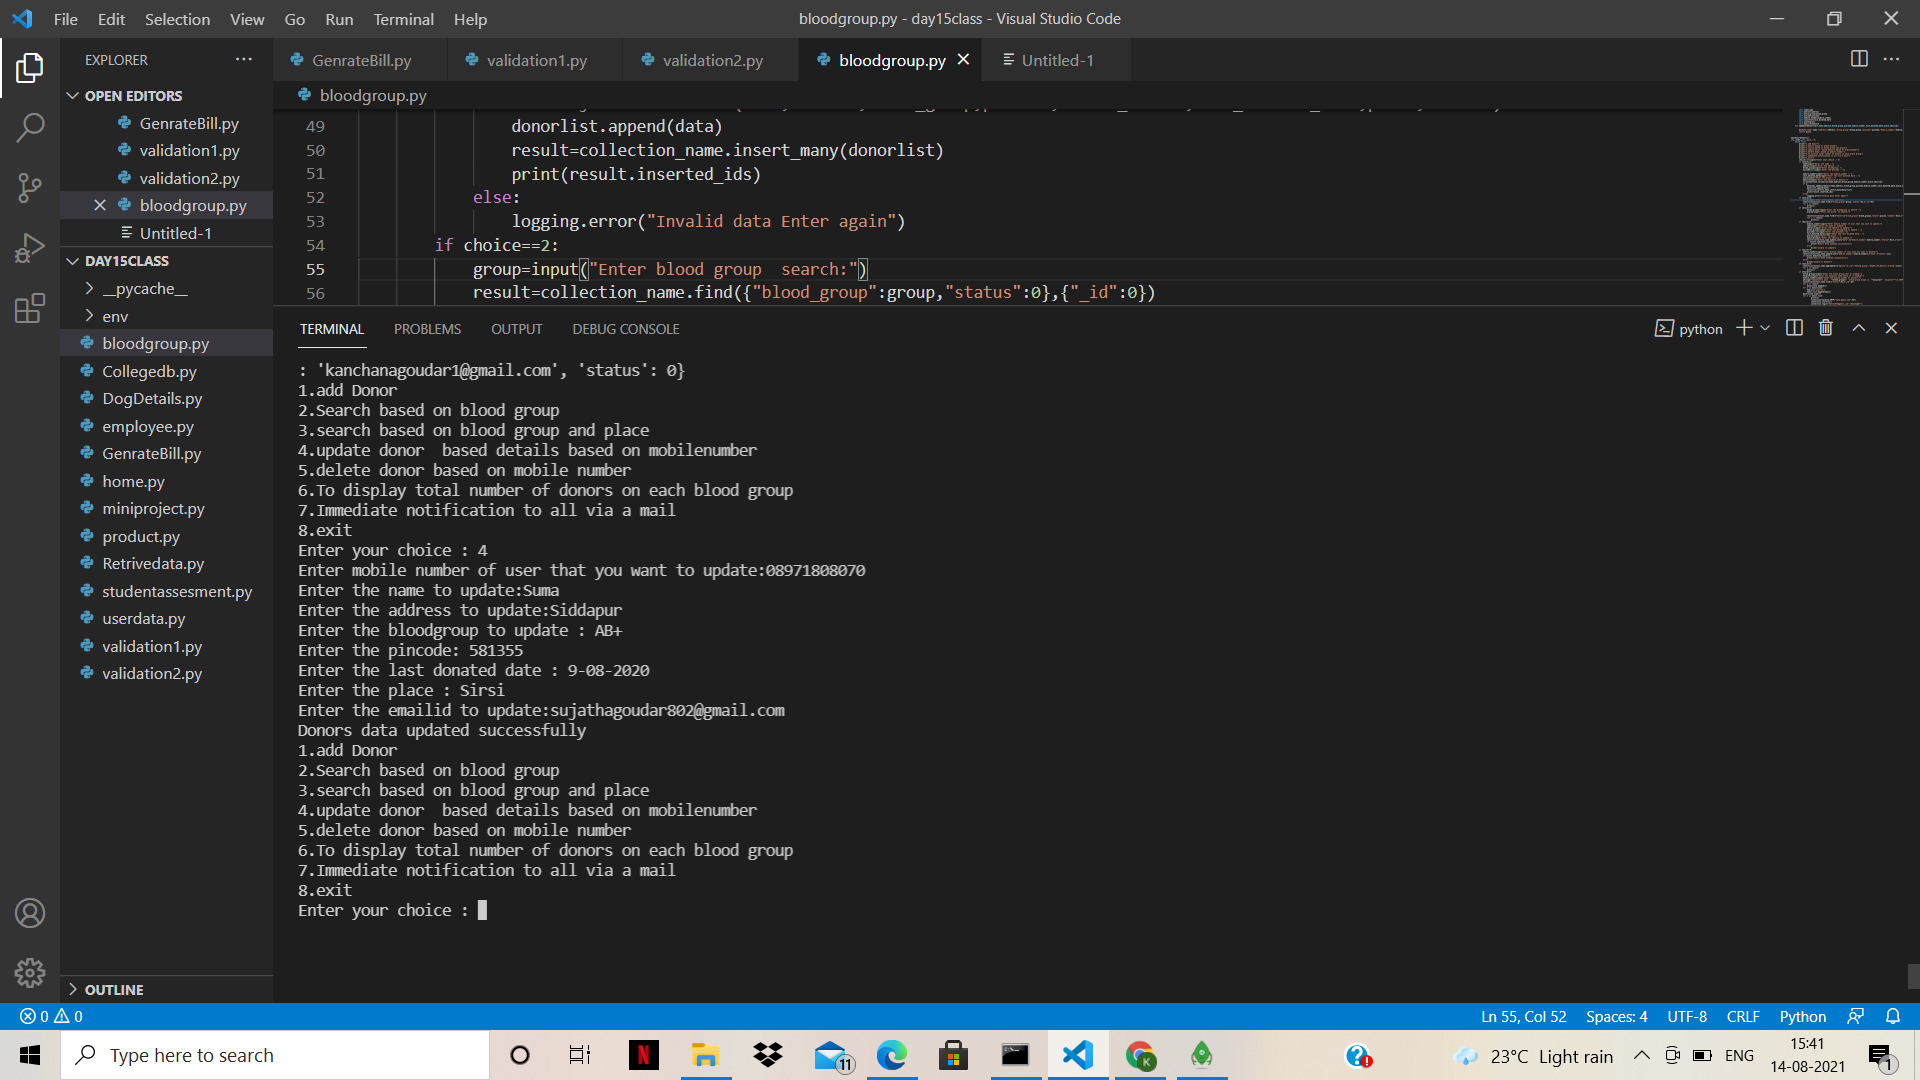 File Edit Selection View Go Run Terminal Help
bloodgroup.py - day15class - Visual Studio Code
EXPLORER
OPEN EDITORS
GenrateBill.py
validation1.py
validation2.py
bloodgroup.py
Untitled-1
DAY15CLASS
__pycache__
env
bloodgroup.py
Collegedb.py
DogDetails.py
employee.py
GenrateBill.py
home.py
miniproject.py
product.py
Retrivedata.py
studentassesment.py
userdata.py
validation1.py
validation2.py
OUTLINE
GenrateBill.py validation1.py validation2.py bloodgroup.py Untitled-1
bloodgroup.py
49 donorlist.append(data)
50 result=collection_name.insert_many(donorlist)
51 print(result.inserted_ids)
52 else:
53 logging.error("Invalid data Enter again")
54 if choice==2:
55 group=input("Enter blood group  search:")
56 result=collection_name.find({"blood_group":group,"status":0},{"_id":0})
TERMINAL PROBLEMS OUTPUT DEBUG CONSOLE
python
: 'kanchanagoudar1@gmail.com', 'status': 0}
1.add Donor
2.Search based on blood group
3.search based on blood group and place
4.update donor  based details based on mobilenumber
5.delete donor based on mobile number
6.To display total number of donors on each blood group
7.Immediate notification to all via a mail
8.exit
Enter your choice : 4
Enter mobile number of user that you want to update:08971808070
Enter the name to update:Suma
Enter the address to update:Siddapur
Enter the bloodgroup to update : AB+
Enter the pincode: 581355
Enter the last donated date : 9-08-2020
Enter the place : Sirsi
Enter the emailid to update:sujathagoudar802@gmail.com
Donors data updated successfully
1.add Donor
2.Search based on blood group
3.search based on blood group and place
4.update donor  based details based on mobilenumber
5.delete donor based on mobile number
6.To display total number of donors on each blood group
7.Immediate notification to all via a mail
8.exit
Enter your choice :
0 0
Ln 55, Col 52 Spaces: 4 UTF-8 CRLF Python
Type here to search
11
K
23°C Light rain
ENG
15:41
14-08-2021
1